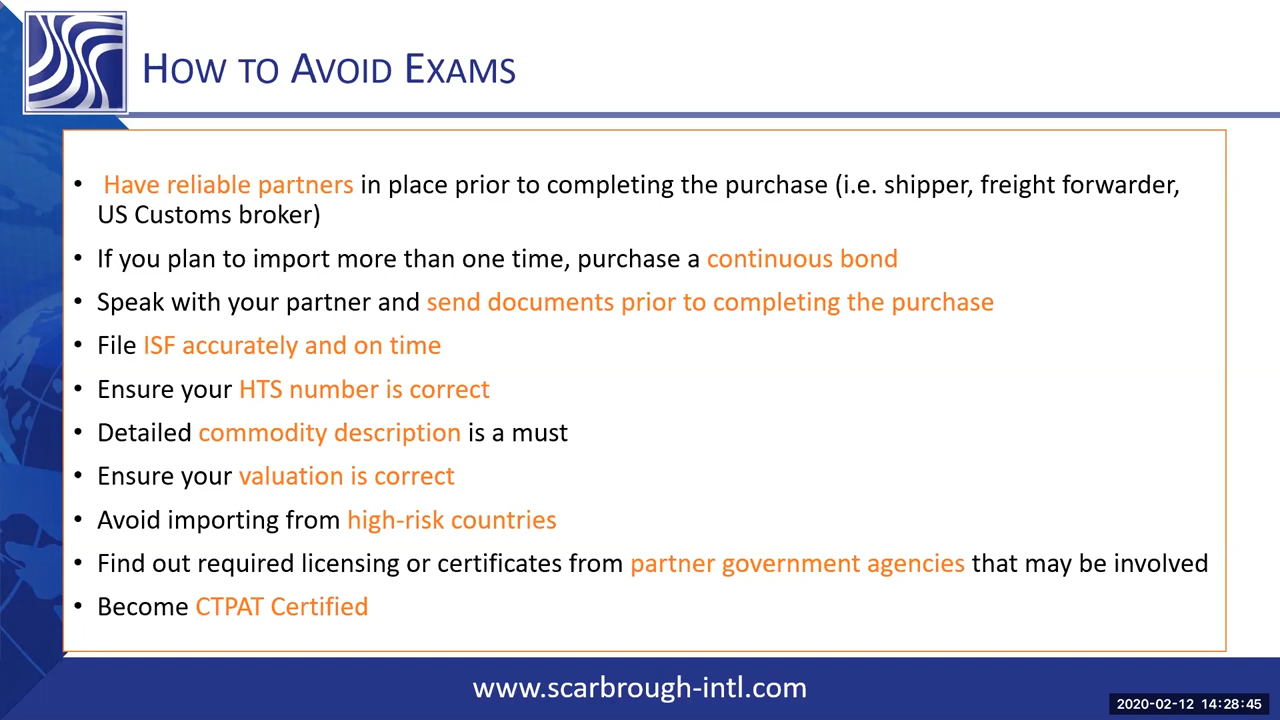 How to Avoid Exams
• Have reliable partners in place prior to completing the purchase (i.e. shipper, freight forwarder,
US Customs broker)
• If you plan to import more than one time, purchase a continuous bond
• Speak with your partner and send documents prior to completing the purchase
• File ISF accurately and on time
• Ensure your HTS number is correct
• Detailed commodity description is a must
• Ensure your valuation is correct
• Avoid importing from high-risk countries
• Find out required licensing or certificates from partner government agencies that may be involved
• Become CTPAT Certified
www.scarbrough-intl.com
2020-02-12 14:28:45